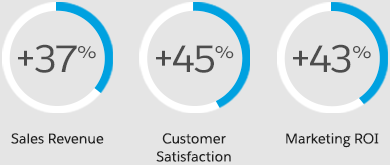 +37% +45% +43%
Sales Revenue Customer Marketing ROI
Satisfaction